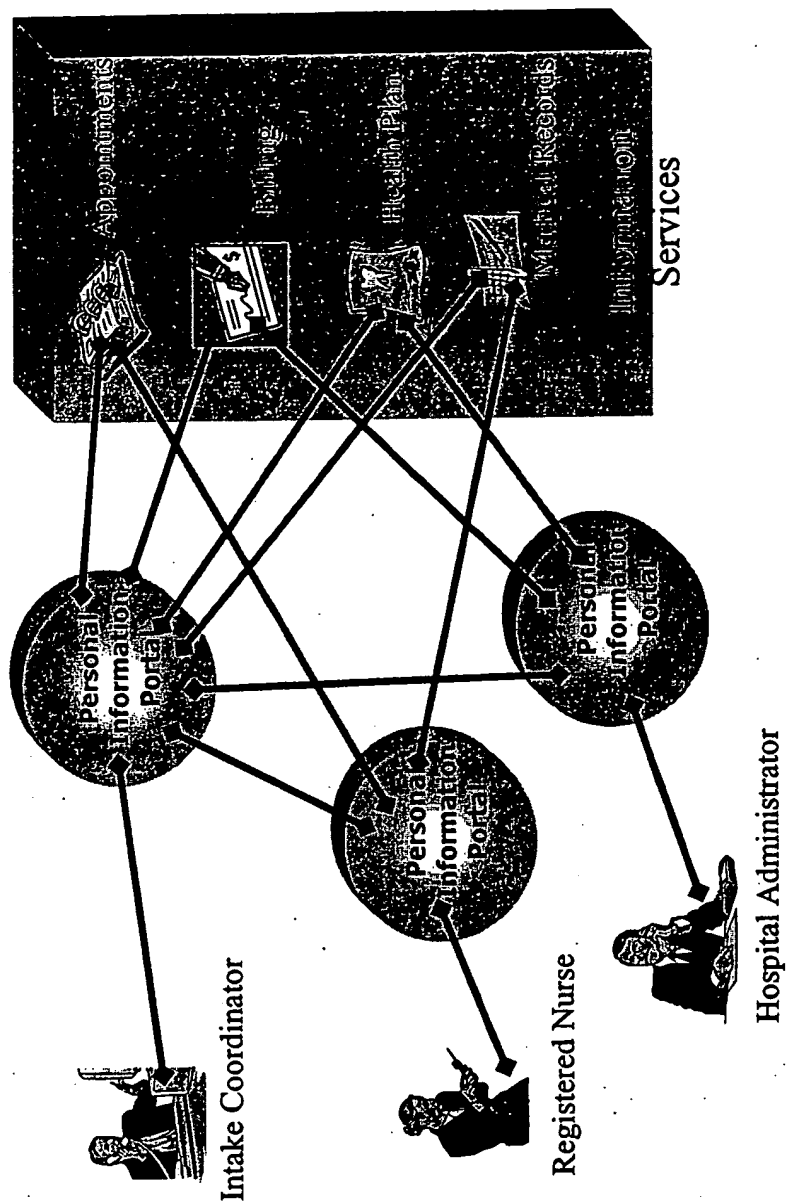 Intake Coordinator
Registered Nurse
Hospital Administrator
Personal
Information
Portal
Personal
Information
Portal
Personal
Information
Portal
Appointments
Billing
Health Plan
Medical Records
Information
Services